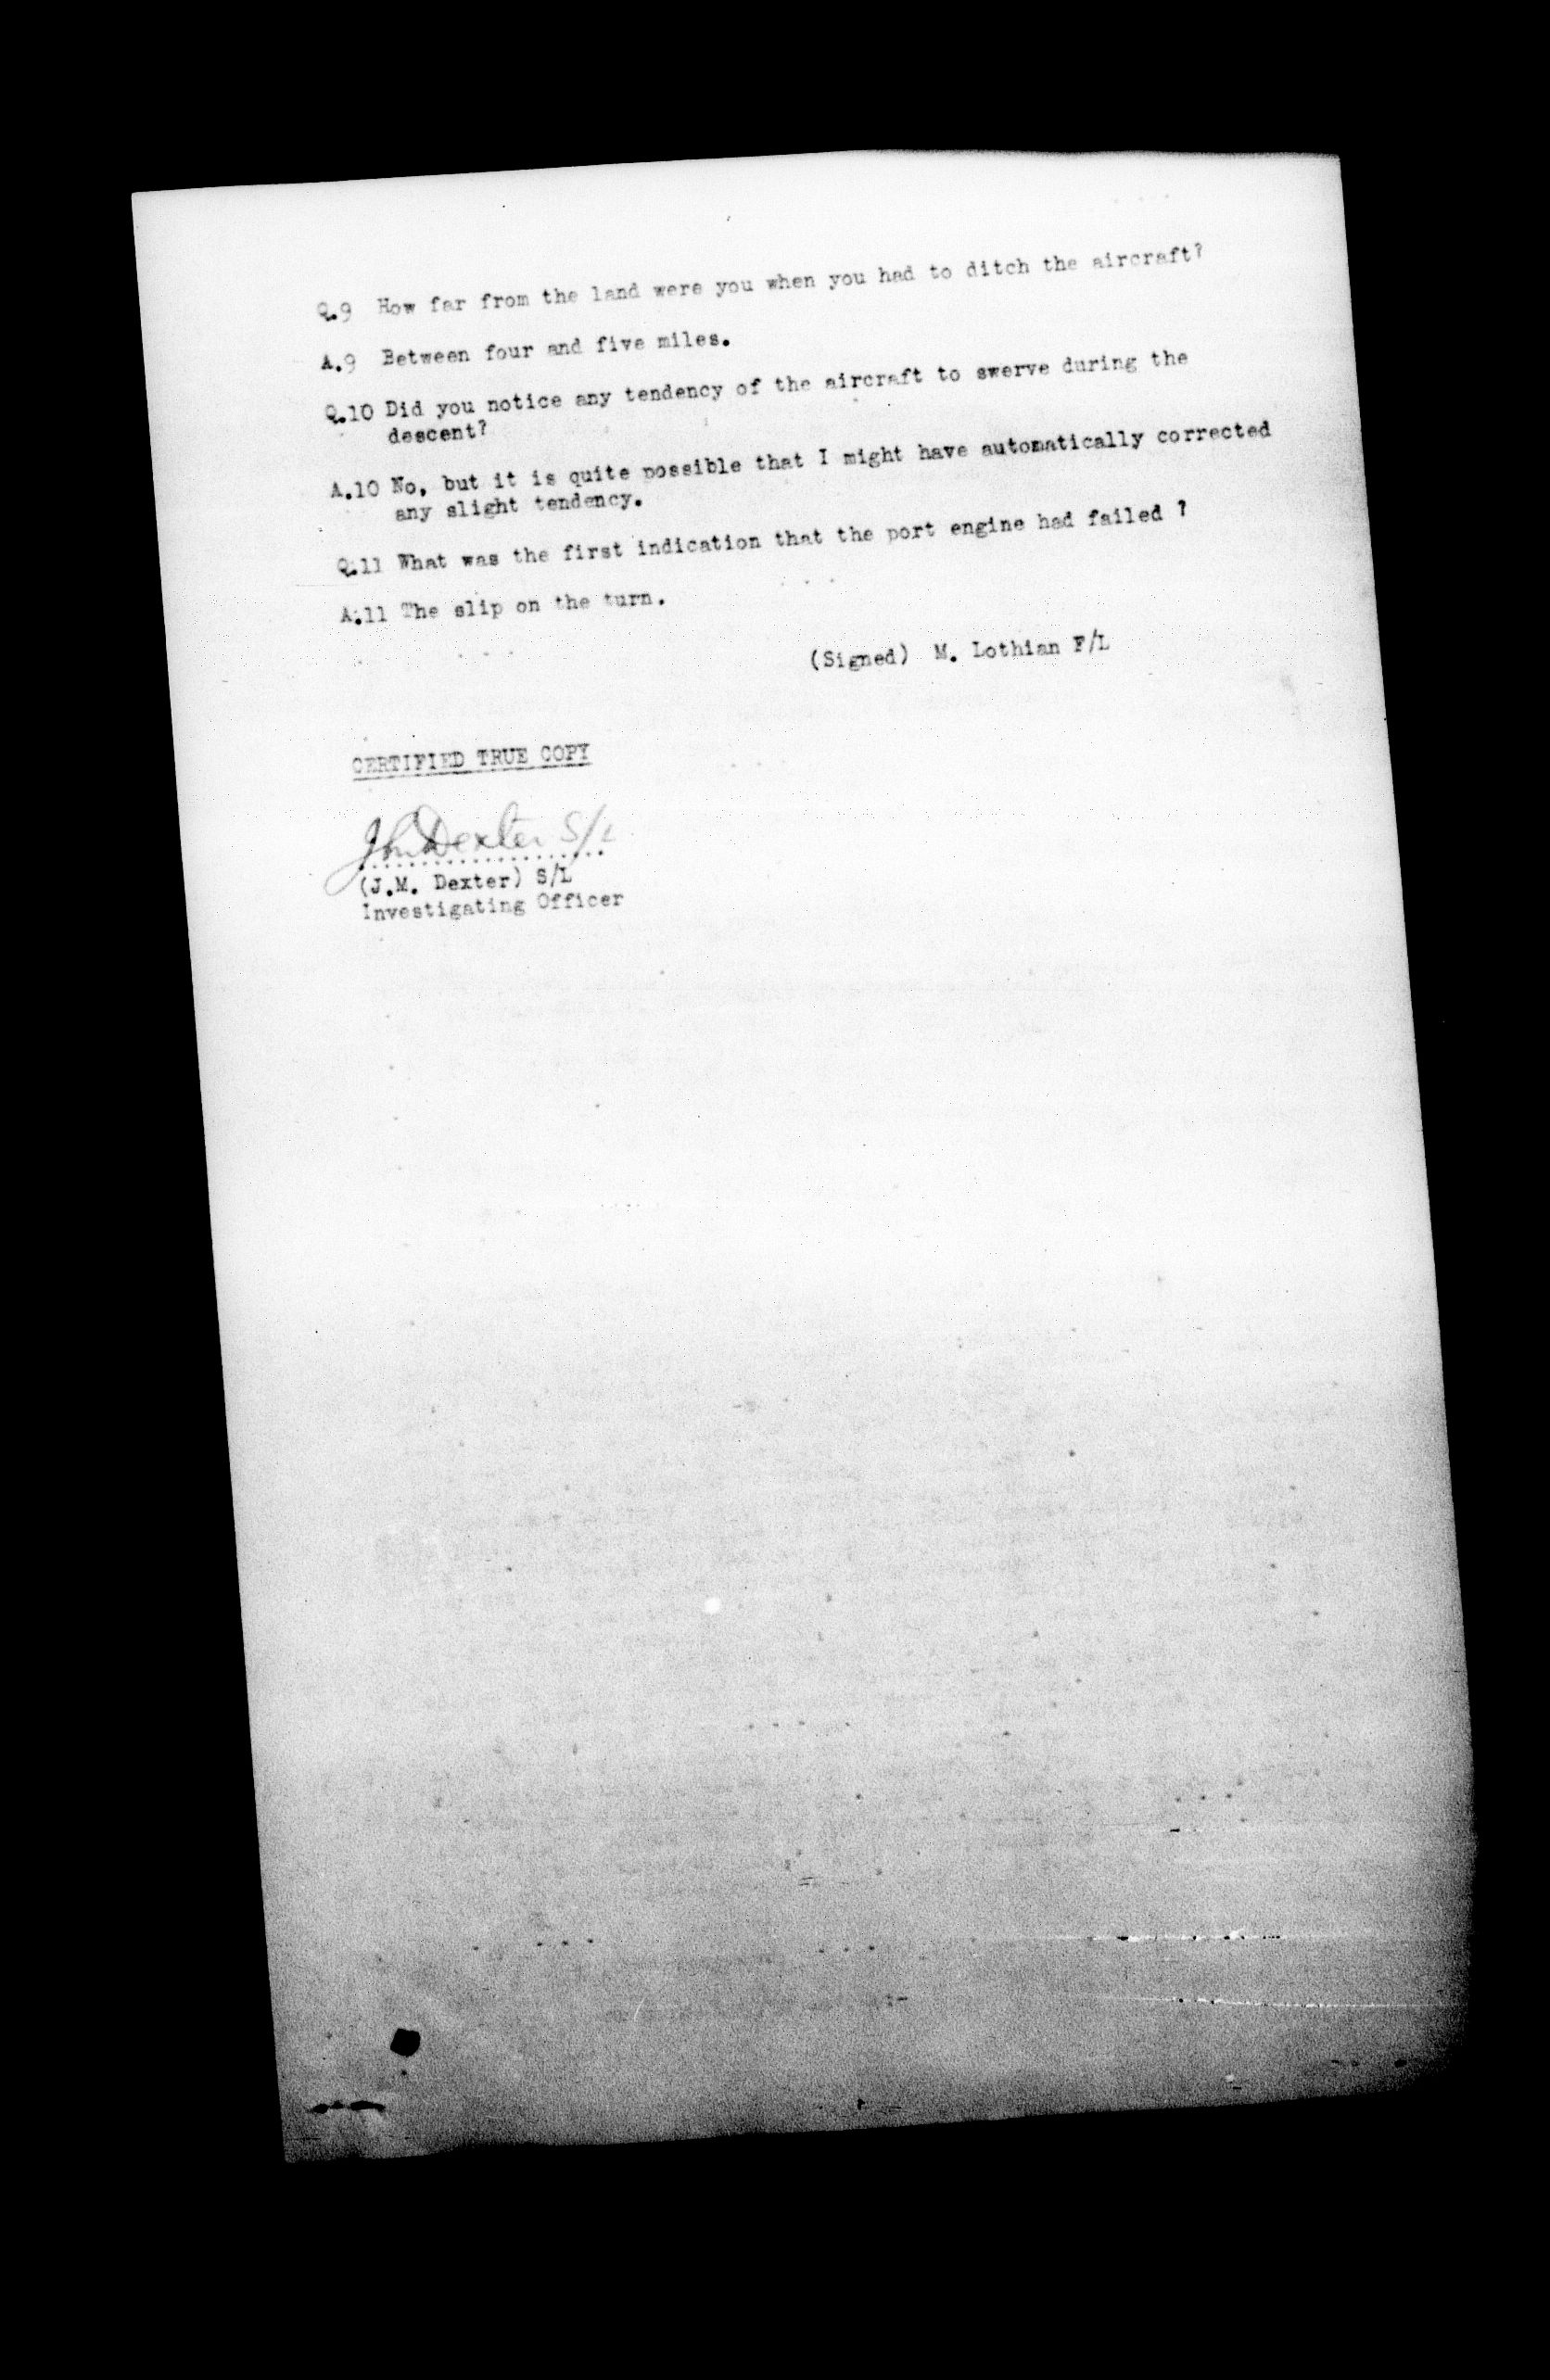 Q.9 How far from the land were you when you had to ditch the aircraft?
A.9 Between four and five miles.
Q.10 Did you notice any tendency of the aircraft to swerve during the
descent?
A.10 No, but it is quite possible that I might have automatically corrected
any slight tendency.
Q.11 What was the first indication that the port engine had failed ?
A.11 The slip on the turn.
(Signed) M. Lothian F/L
CERTIFIED TRUE COPY
JM Dexter S/L
....................
(J.M. Dexter) S/L
Investigating Officer